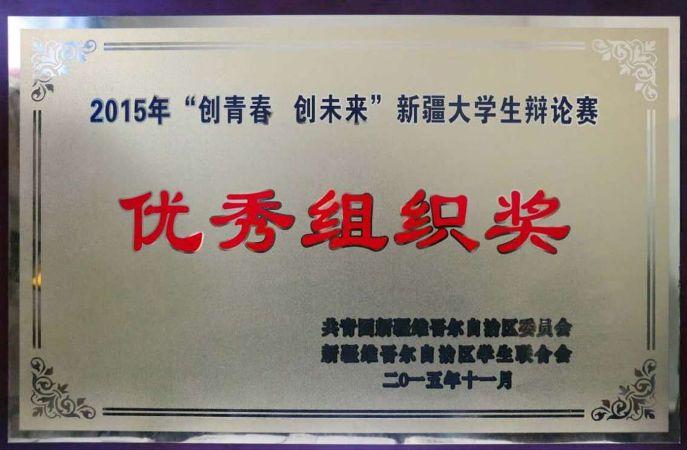 2015年“创青春 创未来”新疆大学生辩论赛
优秀组织奖
共青团新疆维吾尔自治区委员会
新疆维吾尔自治区学生联合会
二〇一五年十一月